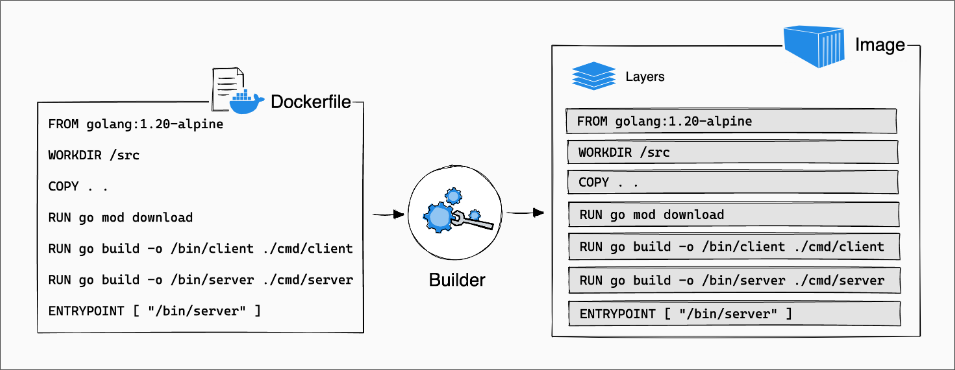 Dockerfile
FROM golang:1.20-alpine
WORKDIR /src
COPY . .
RUN go mod download
RUN go build -o /bin/client ./cmd/client
RUN go build -o /bin/server ./cmd/server
ENTRYPOINT [ "/bin/server" ]
Builder
Image
Layers
FROM golang:1.20-alpine
WORKDIR /src
COPY . .
RUN go mod download
RUN go build -o /bin/client ./cmd/client
RUN go build -o /bin/server ./cmd/server
ENTRYPOINT [ "/bin/server" ]